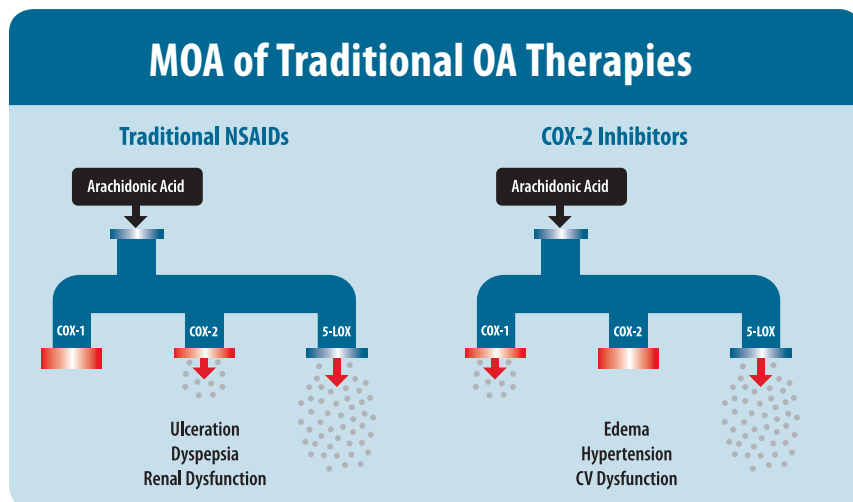 MOA of Traditional OA Therapies
Traditional NSAIDs
Arachidonic Acid
COX-1
COX-2
5-LOX
Ulceration
Dyspepsia
Renal Dysfunction
COX-2 Inhibitors
Arachidonic Acid
COX-1
COX-2
5-LOX
Edema
Hypertension
CV Dysfunction